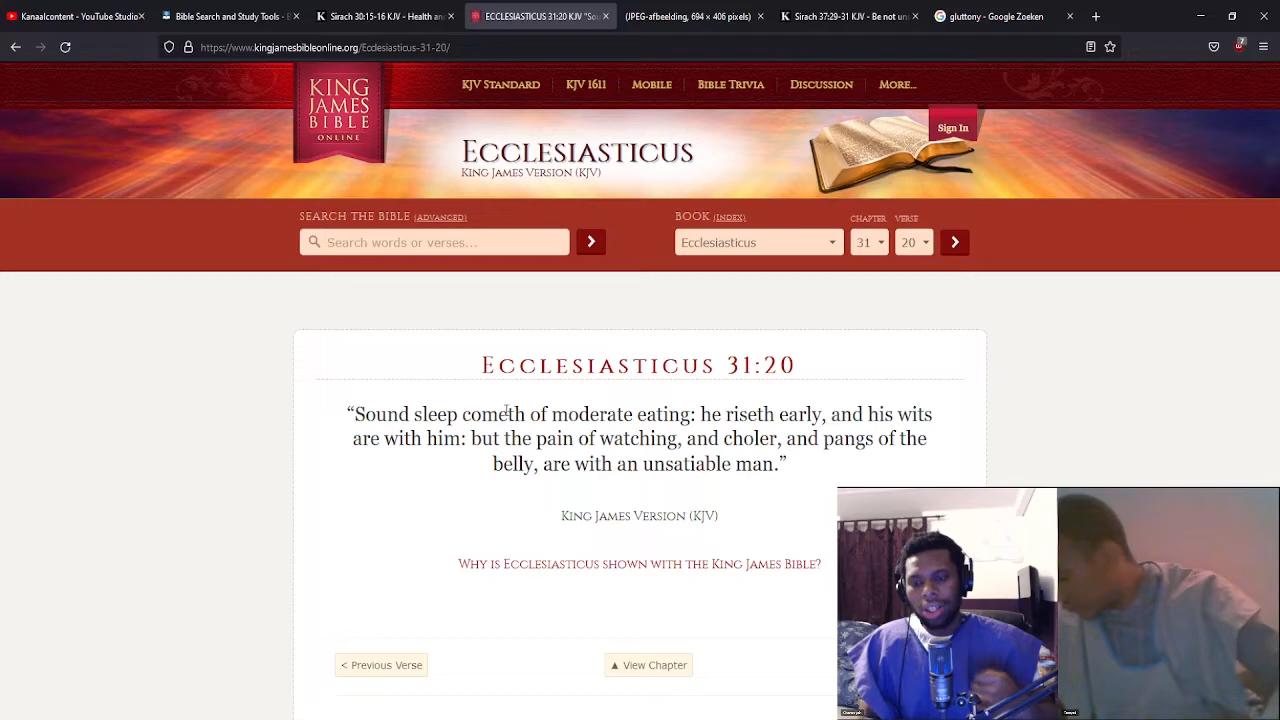 Kanaalcontent - YouTube Studio
Bible Search and Study Tools - B
Sirach 30:15-16 KJV - Health and
ECCLESIASTICUS 31:20 KJV "Sou
(JPEG-afbeelding, 694 × 406 pixels)
Sirach 37:29-31 KJV - Be not uns
gluttony - Google Zoeken
https://www.kingjamesbibleonline.org/Ecclesiasticus-31-20/
7
KING
JAMES
BIBLE
ONLINE
KJV STANDARD
KJV 1611
MOBILE
BIBLE TRIVIA
DISCUSSION
MORE...
Sign In
ECCLESIASTICUS
KING JAMES VERSION (KJV)
SEARCH THE BIBLE (ADVANCED)
Search words or verses...
BOOK (INDEX)
CHAPTER
VERSE
Ecclesiasticus
31
20
ECCLESIASTICUS 31:20
“Sound sleep cometh of moderate eating: he riseth early, and his wits
are with him: but the pain of watching, and choler, and pangs of the
belly, are with an unsatiable man.”
KING JAMES VERSION (KJV)
WHY IS ECCLESIASTICUS SHOWN WITH THE KING JAMES BIBLE?
< Previous Verse
▲ View Chapter